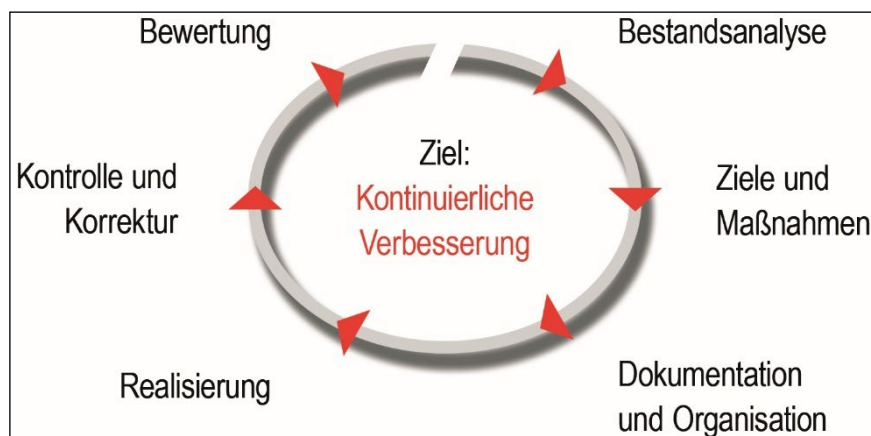 Bewertung
Bestandsanalyse
Ziel:
Kontinuierliche
Verbesserung
Kontrolle und
Korrektur
Ziele und
Maßnahmen
Realisierung
Dokumentation
und Organisation